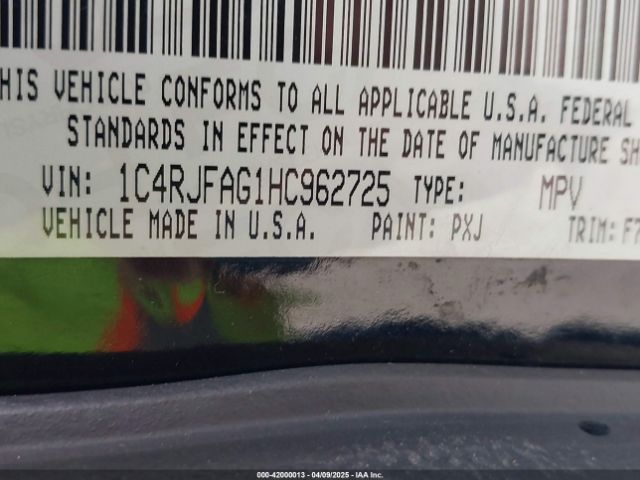 HIS VEHICLE CONFORMS TO ALL APPLICABLE U.S.A. FEDERAL
STANDARDS IN EFFECT ON THE DATE OF MANUFACTURE SH
VIN: 1C4RJFAG1HC962725 TYPE: MPV
VEHICLE MADE IN U.S.A. PAINT: PXJ TRIM: F7
000-42000013 - 04/09/2025 - IAA Inc.